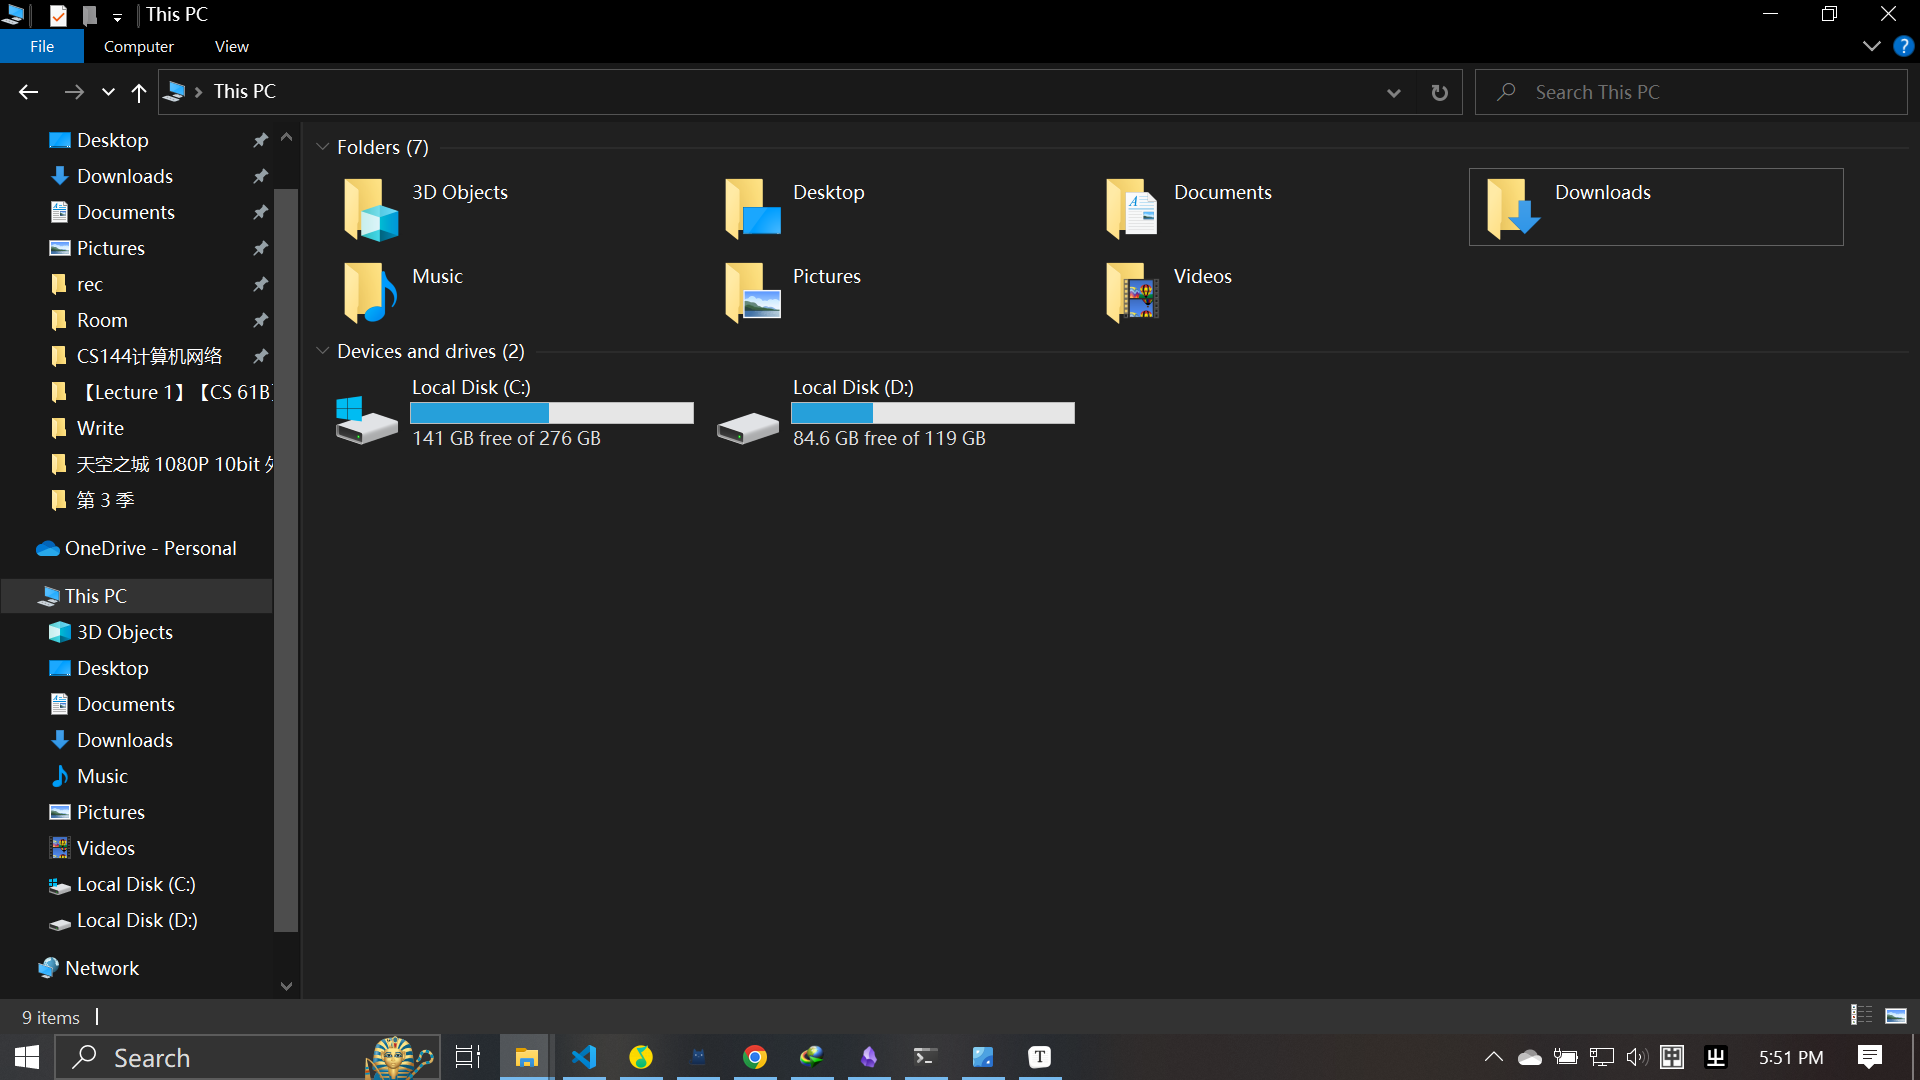 This PC
File
Computer
View
This PC
Search This PC
Desktop
Downloads
Documents
Pictures
rec
Room
CS144计算机网络
【Lecture 1】【CS 61B
Write
天空之城 1080P 10bit
第 3 季
OneDrive - Personal
This PC
3D Objects
Desktop
Documents
Downloads
Music
Pictures
Videos
Local Disk (C:)
Local Disk (D:)
Network
Folders (7)
3D Objects
Desktop
Documents
Downloads
Music
Pictures
Videos
Devices and drives (2)
Local Disk (C:)
141 GB free of 276 GB
Local Disk (D:)
84.6 GB free of 119 GB
9 items
Search
T
5:51 PM